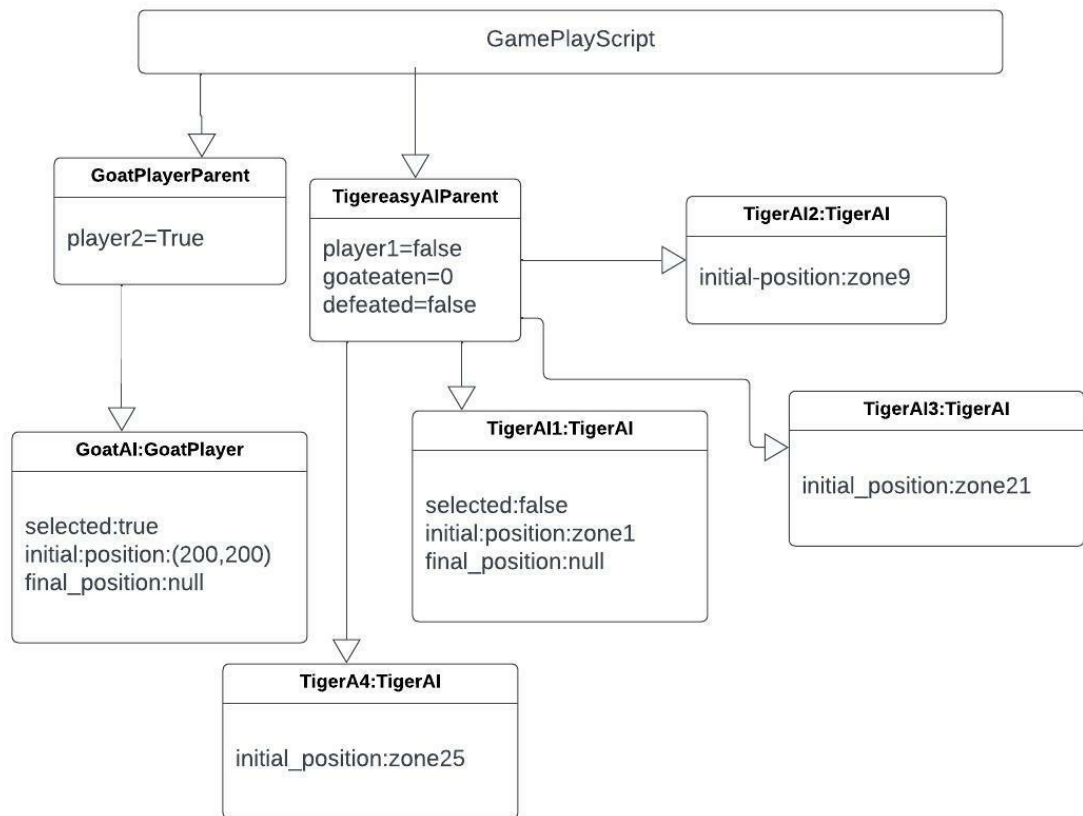 GamePlayScript
GoatPlayerParent
player2=True
TigereasyAIParent
player1=false
goateaten=0
defeated=false
TigerAI2:TigerAI
initial-position:zone9
GoatAI:GoatPlayer
selected:true
initial:position:(200,200)
final_position:null
TigerAI1:TigerAI
selected:false
initial:position:zone1
final_position:null
TigerAI3:TigerAI
initial_position:zone21
TigerA4:TigerAI
initial_position:zone25